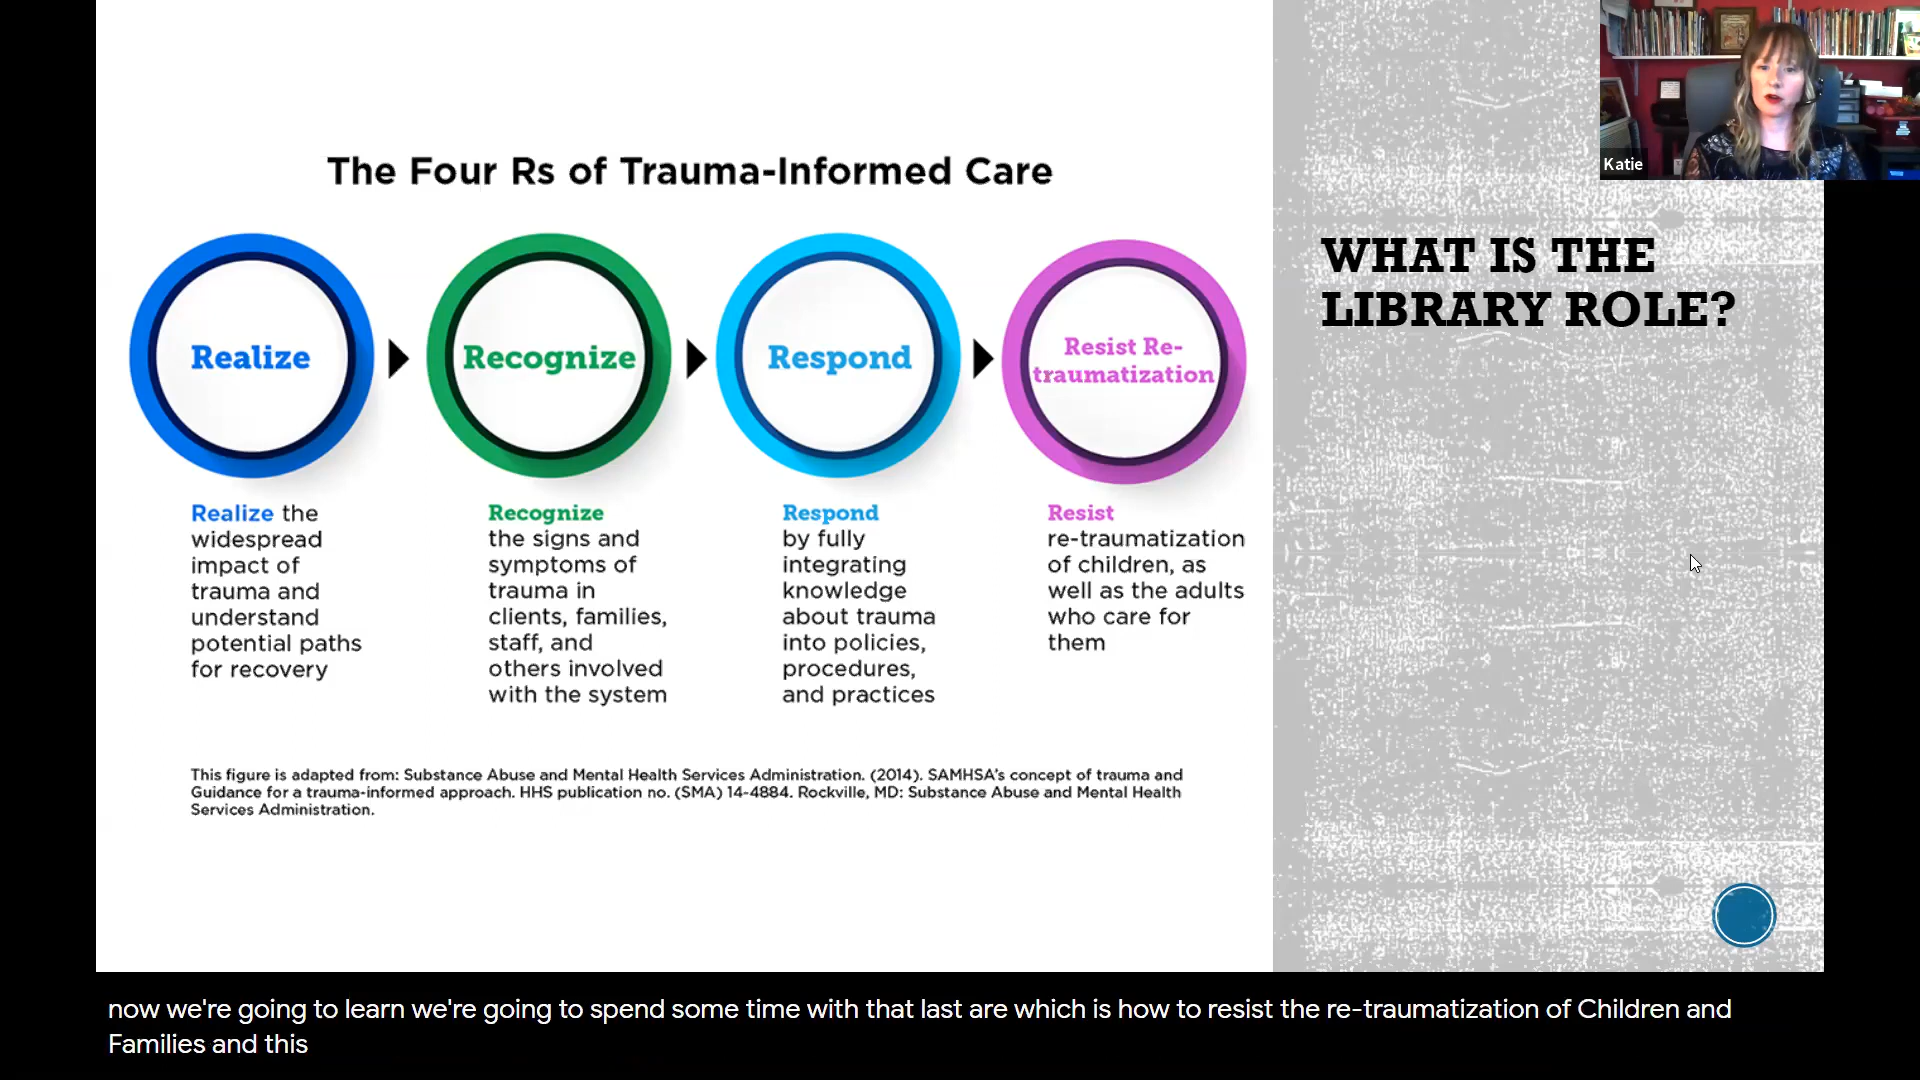 The Four Rs of Trauma-Informed Care
Realize
Recognize
Respond
Resist Re-
traumatization
Realize the
widespread
impact of
trauma and
understand
potential paths
for recovery
Recognize
the signs and
symptoms of
trauma in
clients, families,
staff, and
others involved
with the system
Respond
by fully
integrating
knowledge
about trauma
into policies,
procedures,
and practices
Resist
re-traumatization
of children, as
well as the adults
who care for
them
This figure is adapted from: Substance Abuse and Mental Health Services Administration. (2014). SAMHSA's concept of trauma and
Guidance for a trauma-informed approach. HHS publication no. (SMA) 14-4884. Rockville, MD: Substance Abuse and Mental Health
Services Administration.
WHAT IS THE
LIBRARY ROLE?
Katie
now we're going to learn we're going to spend some time with that last are which is how to resist the re-traumatization of Children and
Families and this